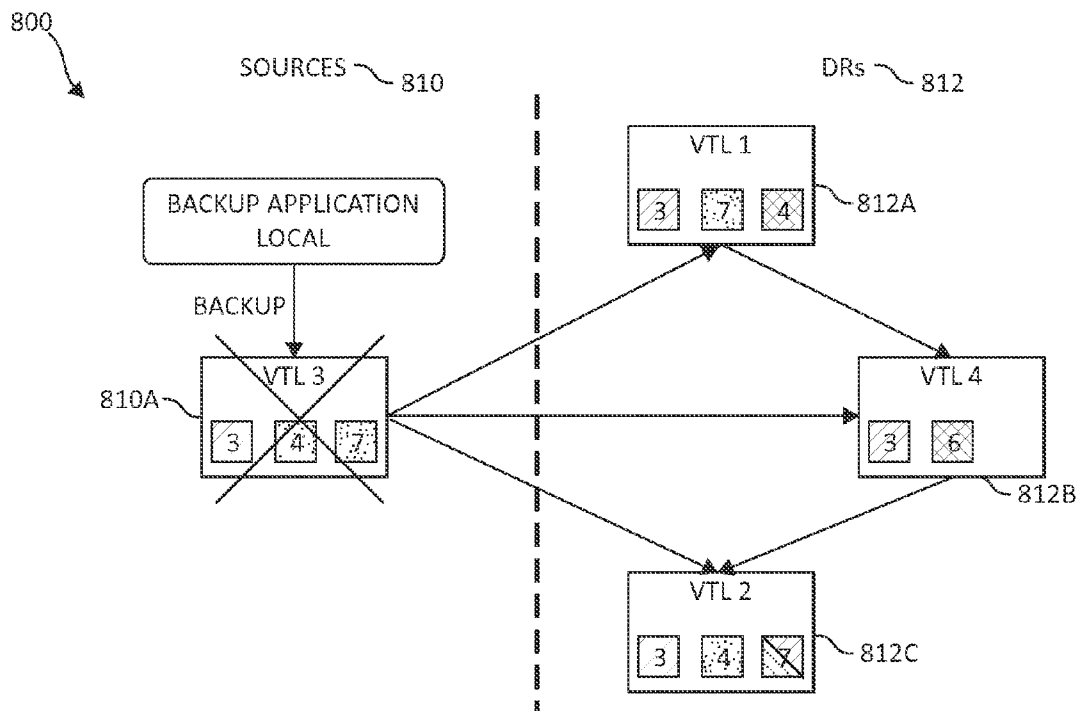 800
SOURCES 810
DRs 812
VTL 1
3 7 4
812A
BACKUP APPLICATION
LOCAL
BACKUP
VTL 3
810A
3 4 7
VTL 4
3 6
812B
VTL 2
3 4 7
812C